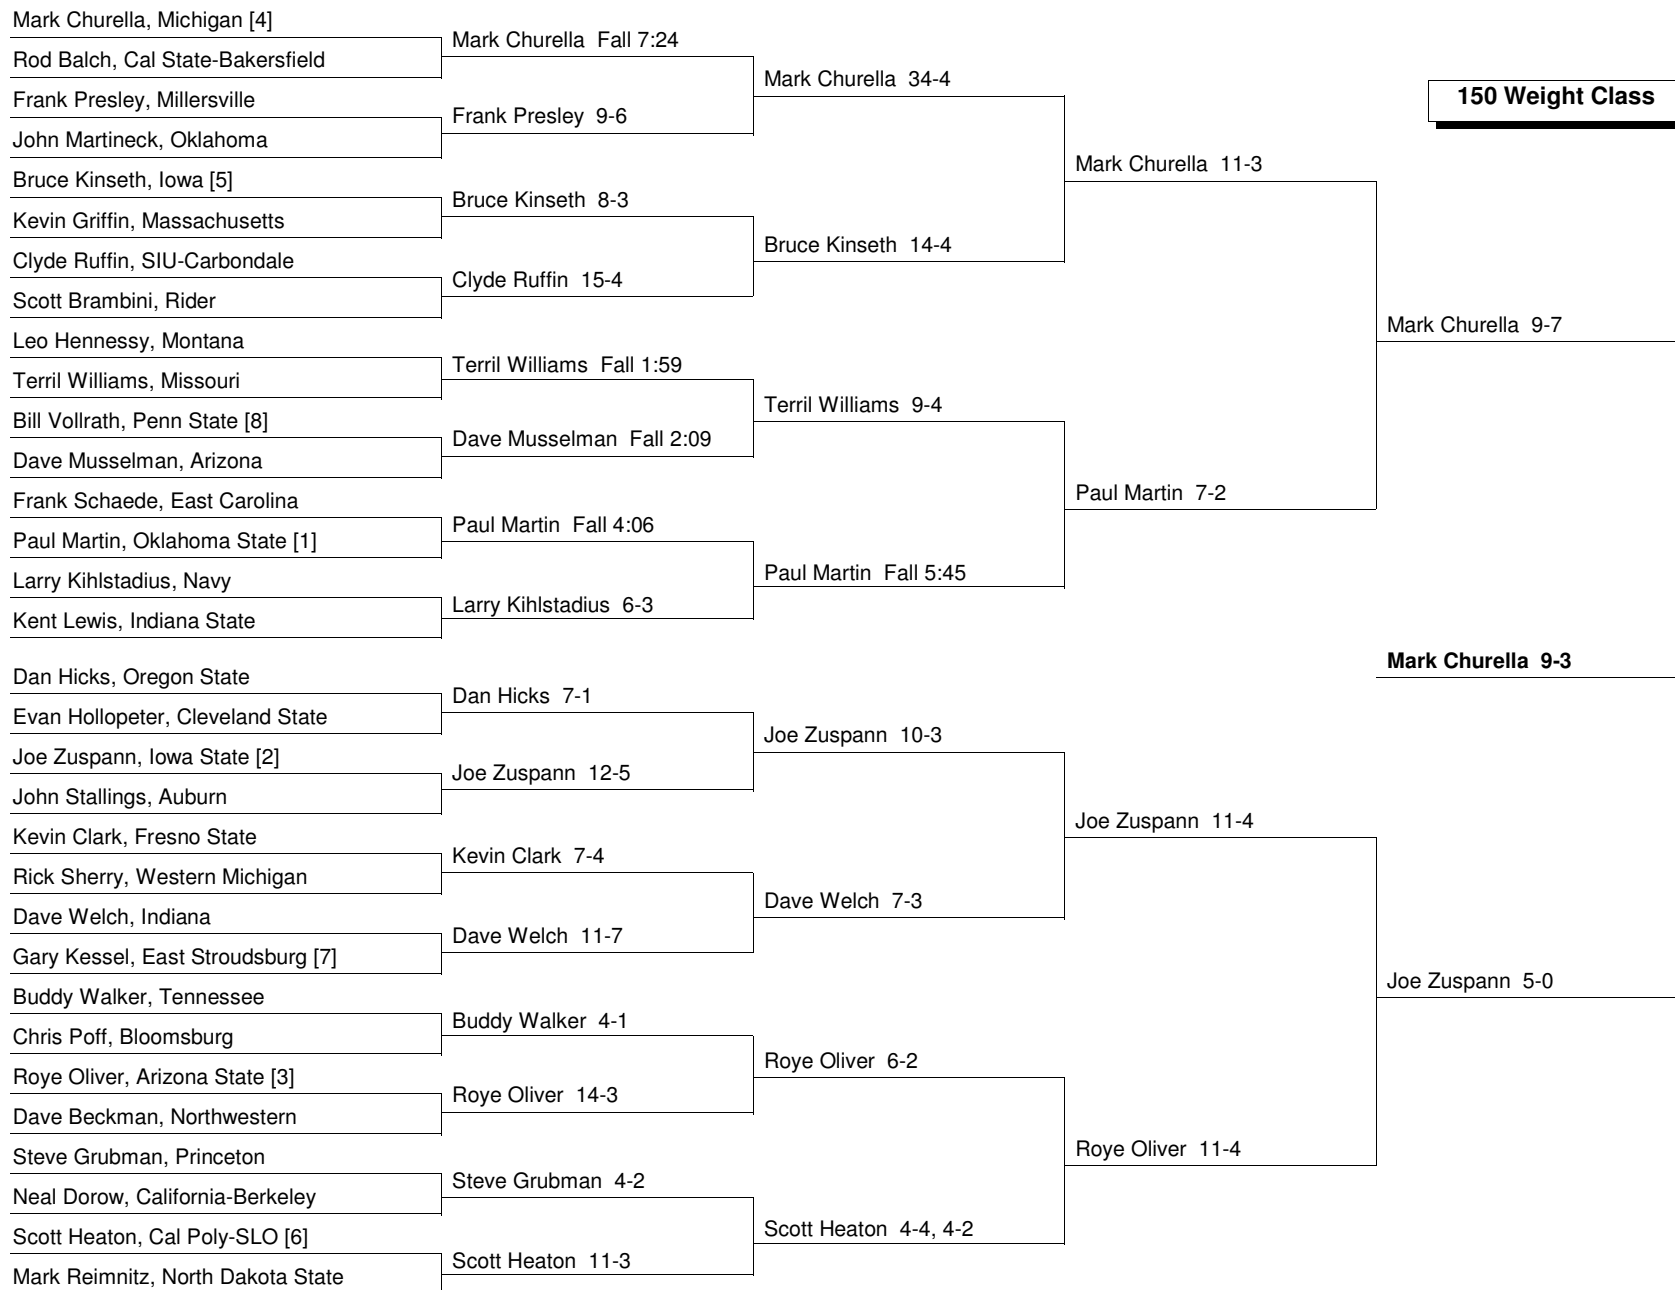 150 Weight Class
Mark Churella, Michigan [4]
Rod Balch, Cal State-Bakersfield
Frank Presley, Millersville
John Martineck, Oklahoma
Bruce Kinseth, Iowa [5]
Kevin Griffin, Massachusetts
Clyde Ruffin, SIU-Carbondale
Scott Brambini, Rider
Leo Hennessy, Montana
Terril Williams, Missouri
Bill Vollrath, Penn State [8]
Dave Musselman, Arizona
Frank Schaede, East Carolina
Paul Martin, Oklahoma State [1]
Larry Kihlstadius, Navy
Kent Lewis, Indiana State
Dan Hicks, Oregon State
Evan Hollopeter, Cleveland State
Joe Zuspann, Iowa State [2]
John Stallings, Auburn
Kevin Clark, Fresno State
Rick Sherry, Western Michigan
Dave Welch, Indiana
Gary Kessel, East Stroudsburg [7]
Buddy Walker, Tennessee
Chris Poff, Bloomsburg
Roye Oliver, Arizona State [3]
Dave Beckman, Northwestern
Steve Grubman, Princeton
Neal Dorow, California-Berkeley
Scott Heaton, Cal Poly-SLO [6]
Mark Reimnitz, North Dakota State
Mark Churella Fall 7:24
Frank Presley 9-6
Bruce Kinseth 8-3
Clyde Ruffin 15-4
Terril Williams Fall 1:59
Dave Musselman Fall 2:09
Paul Martin Fall 4:06
Larry Kihlstadius 6-3
Dan Hicks 7-1
Joe Zuspann 12-5
Kevin Clark 7-4
Dave Welch 11-7
Buddy Walker 4-1
Roye Oliver 14-3
Steve Grubman 4-2
Scott Heaton 11-3
Mark Churella 34-4
Bruce Kinseth 14-4
Terril Williams 9-4
Paul Martin Fall 5:45
Joe Zuspann 10-3
Dave Welch 7-3
Roye Oliver 6-2
Scott Heaton 4-4, 4-2
Mark Churella 11-3
Paul Martin 7-2
Joe Zuspann 11-4
Roye Oliver 11-4
Mark Churella 9-7
Joe Zuspann 5-0
Mark Churella 9-3